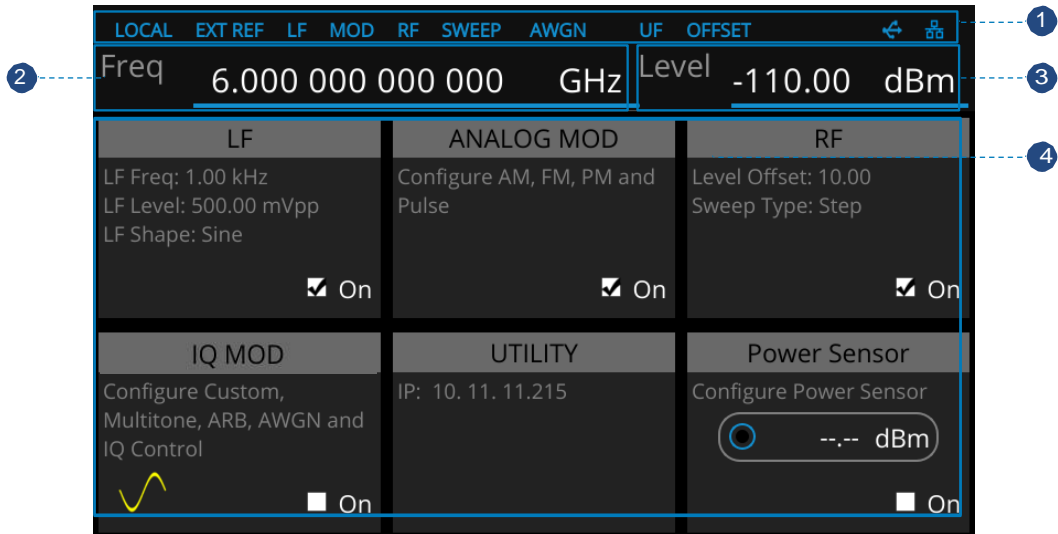 LOCAL EXT REF LF MOD RF SWEEP AWGN UF OFFSET
1
2
Freq 6.000 000 000 000 GHz
Level -110.00 dBm
3
LF
ANALOG MOD
RF
4
LF Freq: 1.00 kHz
LF Level: 500.00 mVpp
LF Shape: Sine
On
Configure AM, FM, PM and
Pulse
On
Level Offset: 10.00
Sweep Type: Step
On
IQ MOD
UTILITY
Power Sensor
Configure Custom,
Multitone, ARB, AWGN and
IQ Control
On
IP: 10. 11. 11.215
Configure Power Sensor
--.-- dBm
On